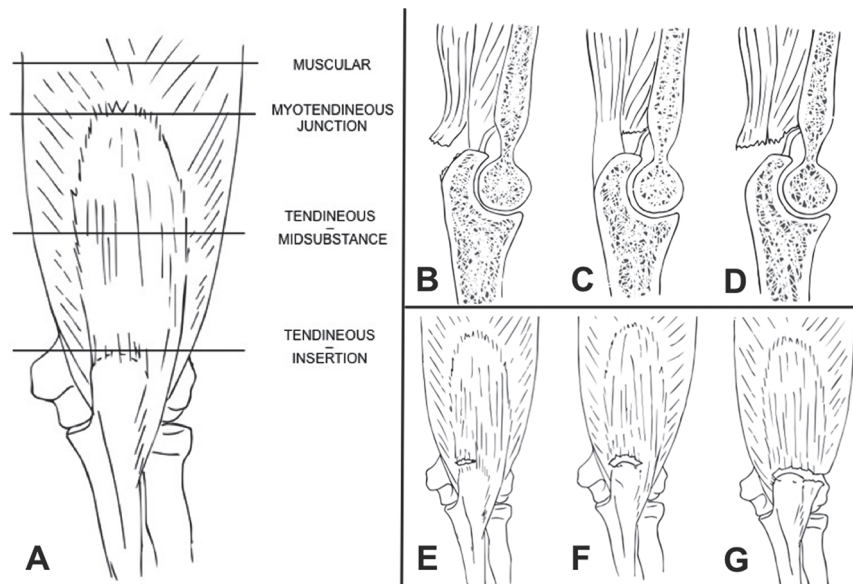 MUSCULAR
MYOTENDINEOUS
JUNCTION
TENDINEOUS
–
MIDSUBSTANCE
TENDINEOUS
–
INSERTION
A
B
C
D
E
F
G